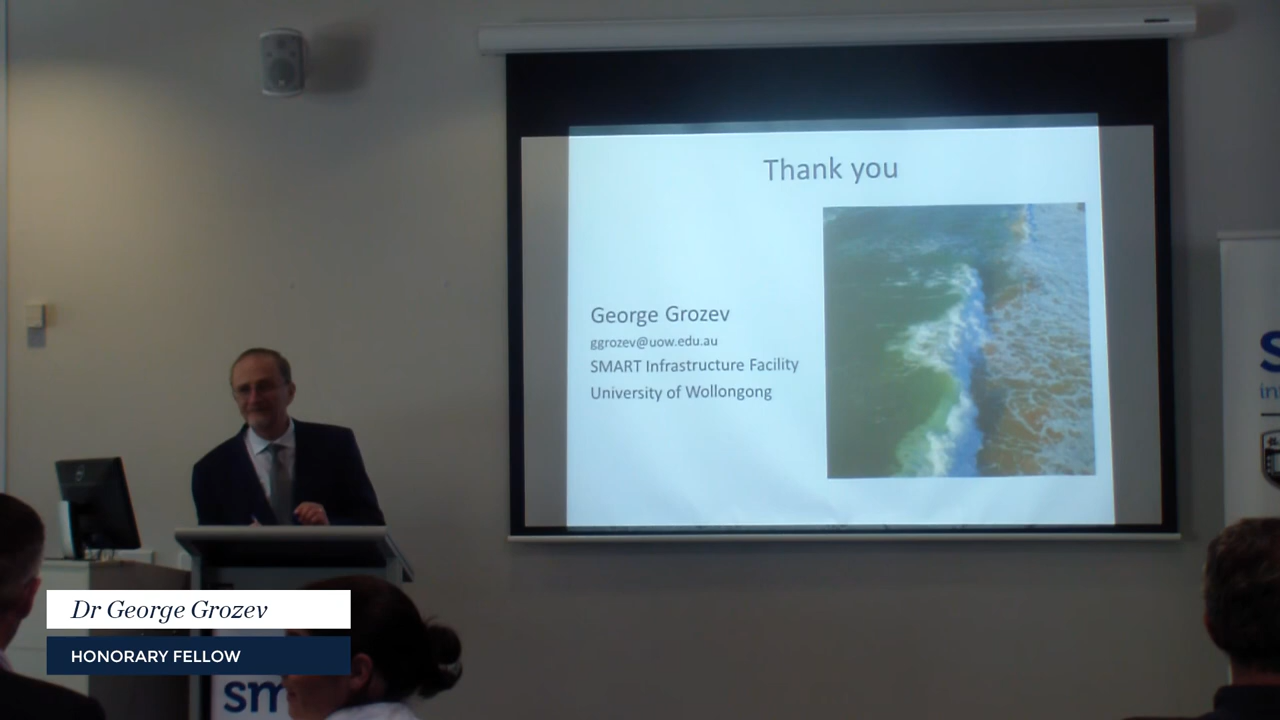 Thank you
George Grozev
ggrozev@uow.edu.au
SMART Infrastructure Facility
University of Wollongong
Dr George Grozev
HONORARY FELLOW